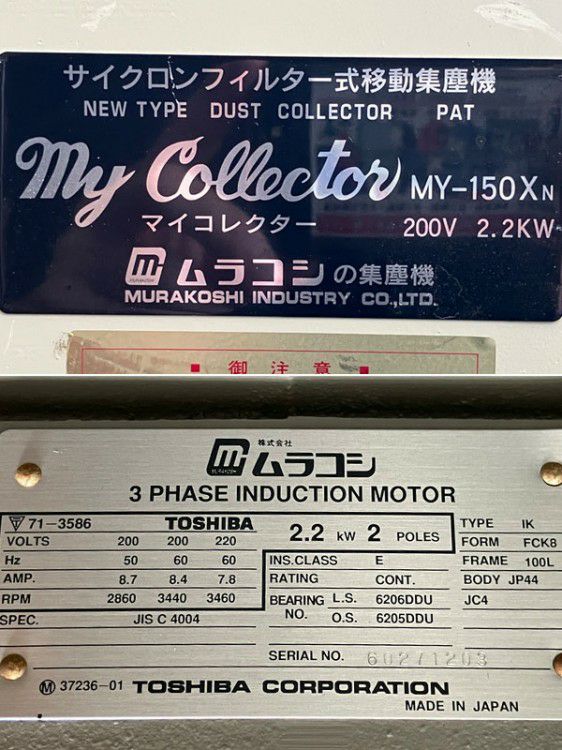 サイクロンフィルター式移動集塵機
NEW TYPE DUST COLLECTOR PAT
My Collector MY-150XN
マイコレクター 200V 2.2KW
ムラコシの集塵機
MURAKOSHI INDUSTRY CO.,LTD.
■ 御注意 ■
株式会社
ムラコシ
3 PHASE INDUCTION MOTOR
71-3586 TOSHIBA 2.2 kW 2 POLES TYPE IK
VOLTS 200 200 220 FORM FCK8
Hz 50 60 60 INS.CLASS E FRAME 100L
AMP. 8.7 8.4 7.8 RATING CONT. BODY JP44
RPM 2860 3440 3460 BEARING NO. L.S. 6206DDU JC4
SPEC. JIS C 4004 O.S. 6205DDU
SERIAL NO. 60271203
M 37236-01 TOSHIBA CORPORATION
MADE IN JAPAN